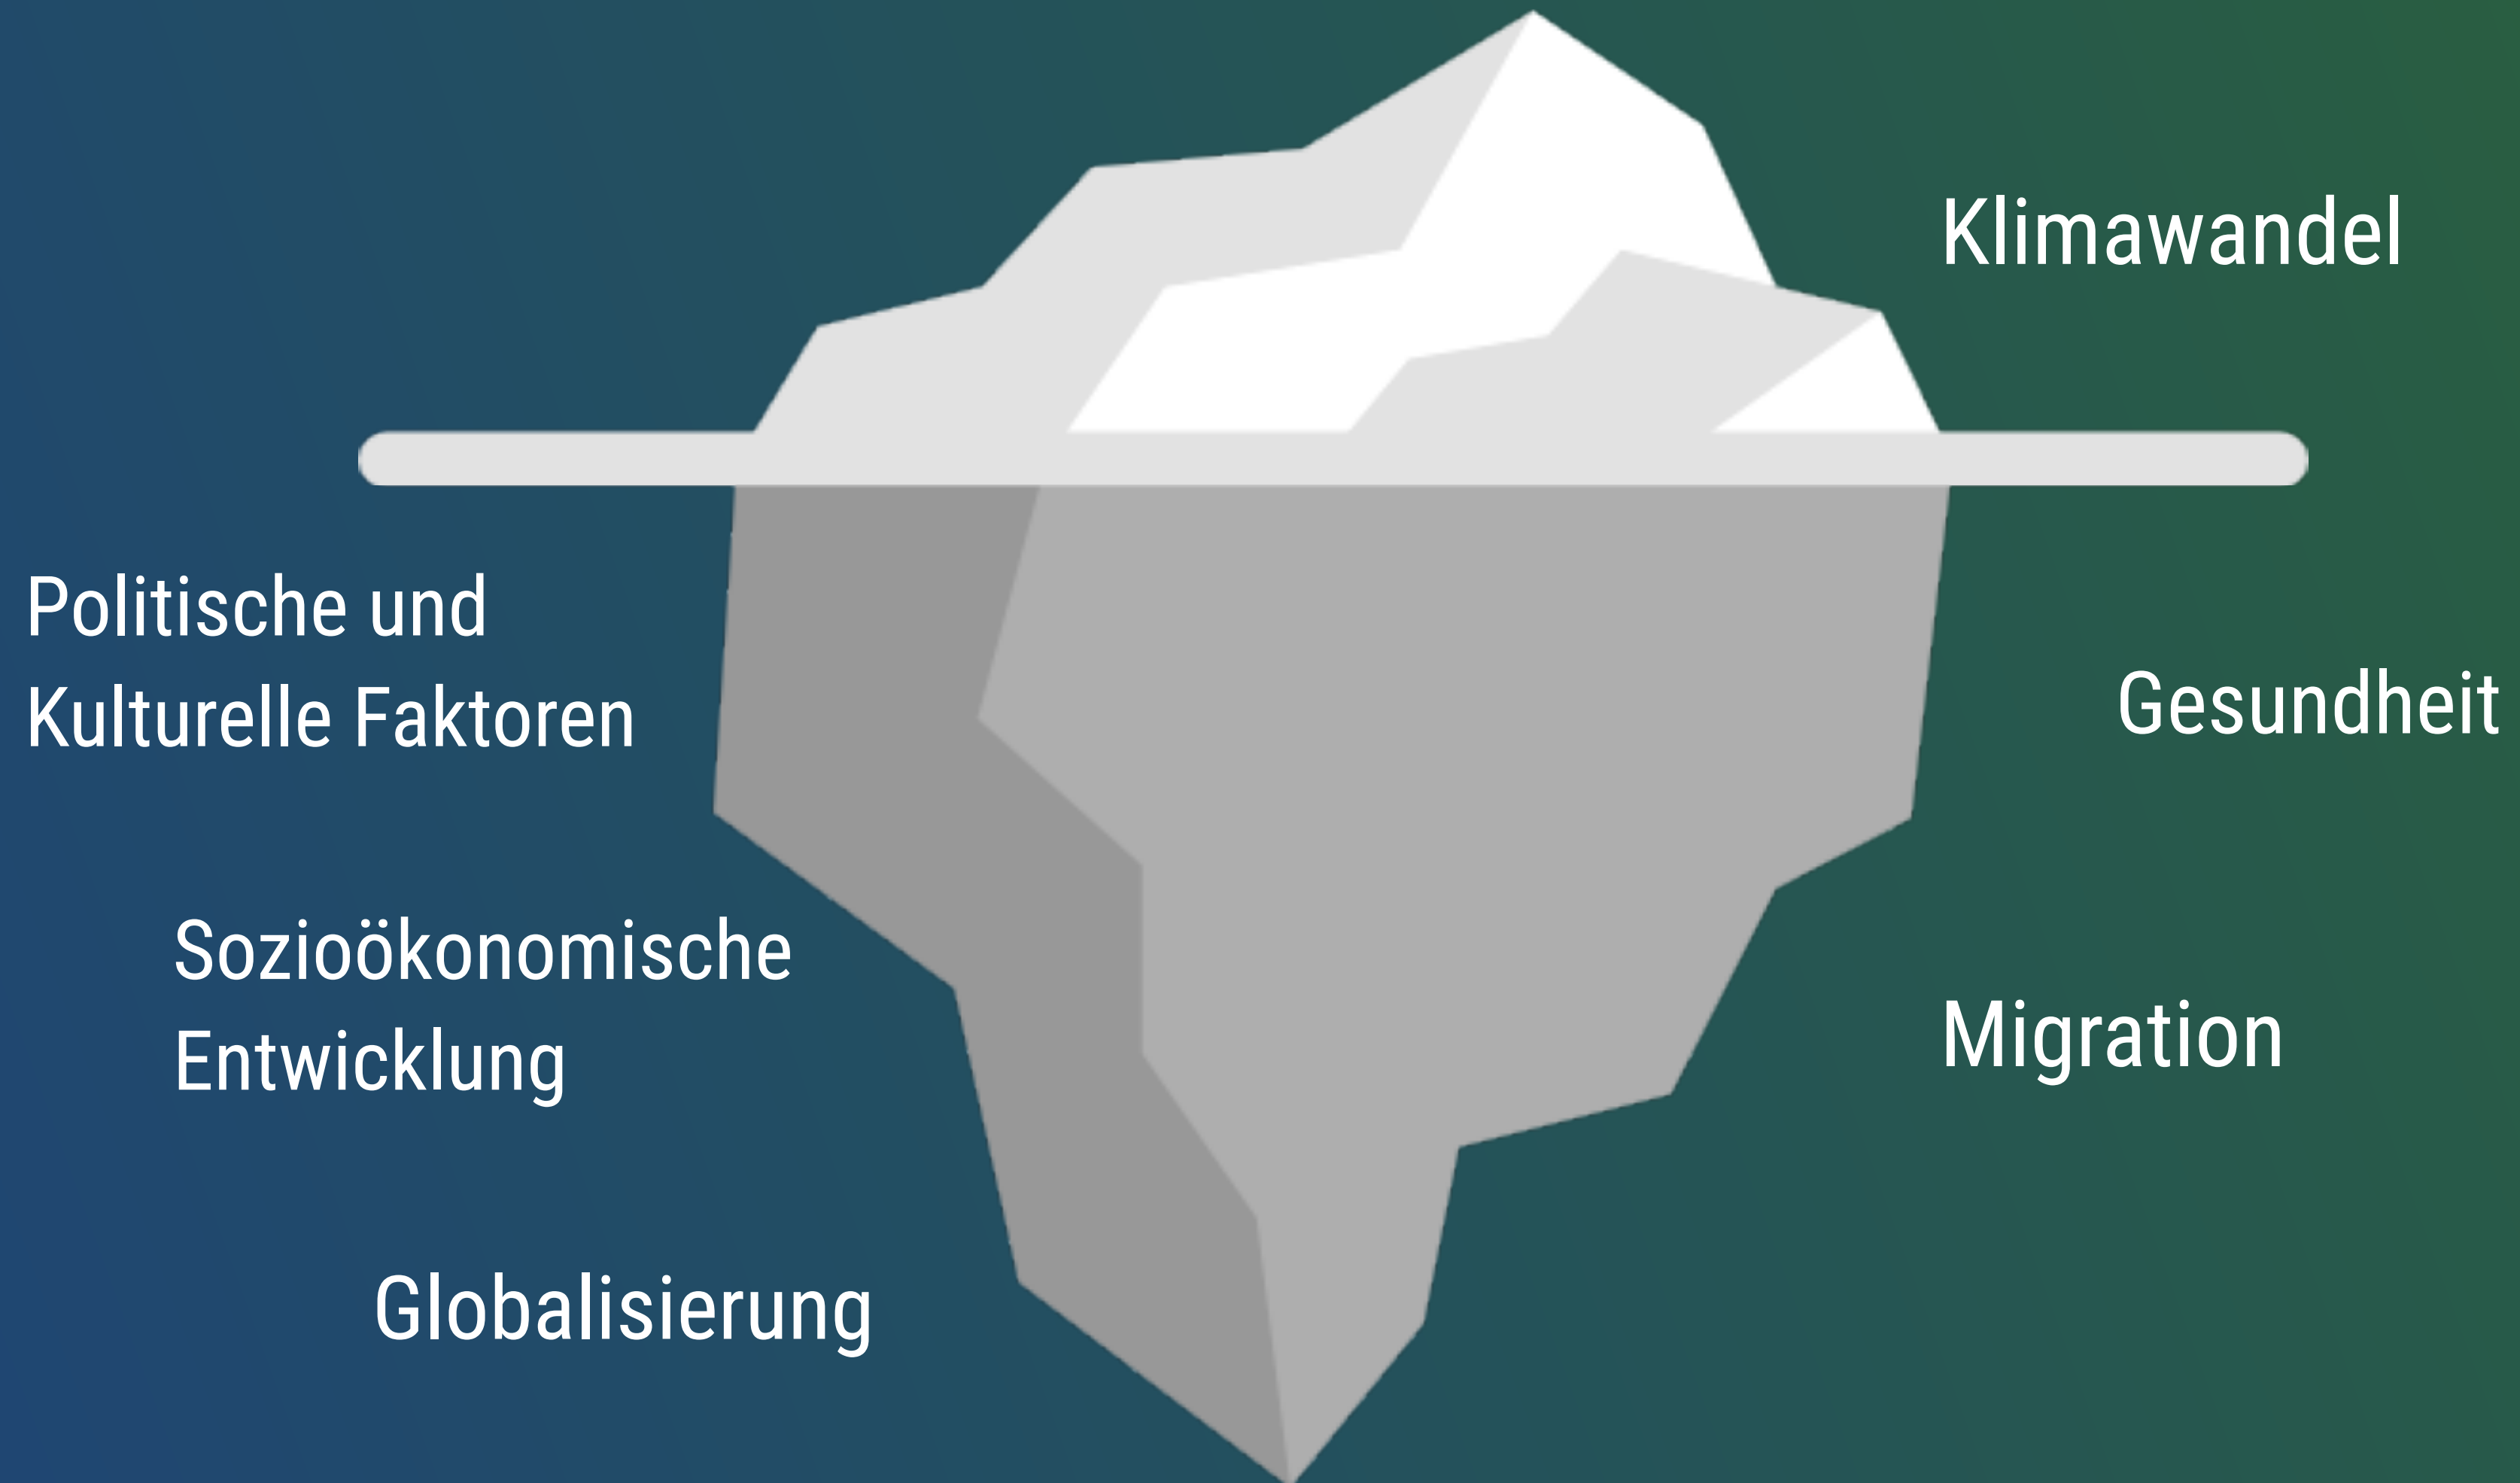 Klimawandel
Politische und
Kulturelle Faktoren
Gesundheit
Sozioökonomische
Entwicklung
Migration
Globalisierung